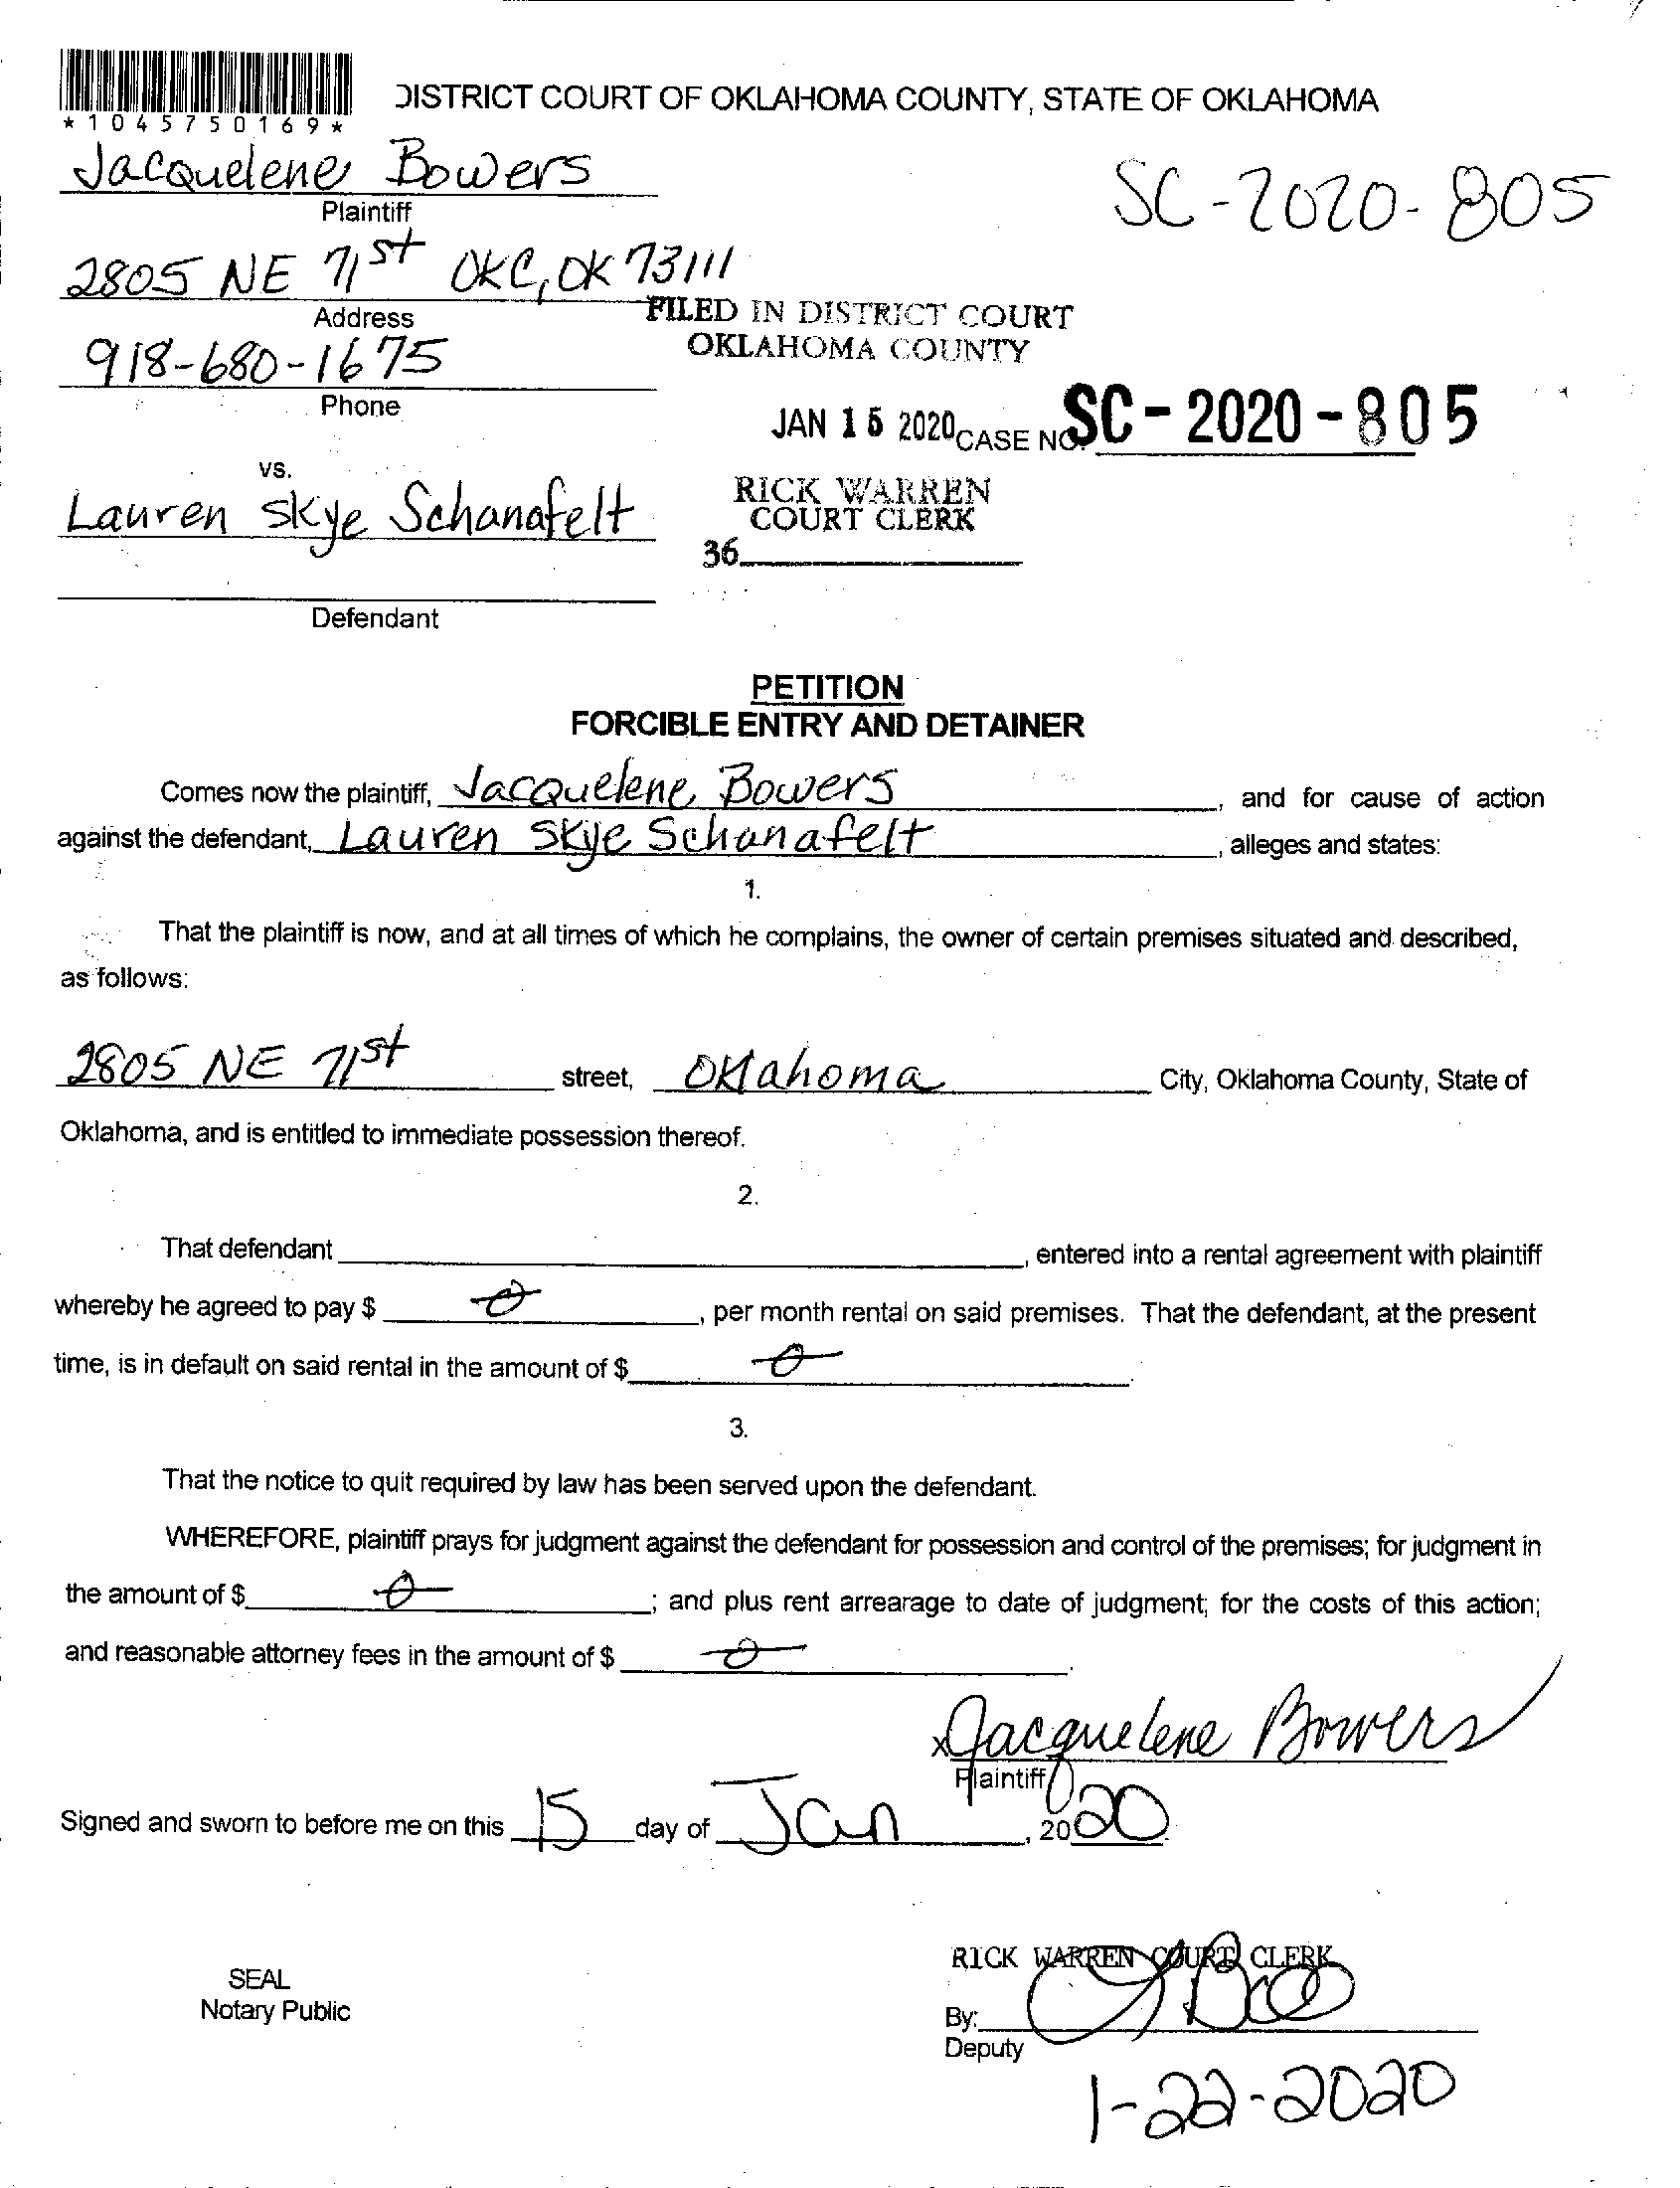 *1045750169*
DISTRICT COURT OF OKLAHOMA COUNTY, STATE OF OKLAHOMA
Jacquelene Bowers
Plaintiff
SC-2020-805
2805 NE 71st OKC, OK 73111
Address
FILED IN DISTRICT COURT
OKLAHOMA COUNTY
918-680-1675
Phone
JAN 15 2020
CASE NO. SC-2020-805
vs.
Lauren Skye Schanafelt
RICK WARREN
COURT CLERK
36
Defendant
PETITION
FORCIBLE ENTRY AND DETAINER
Comes now the plaintiff, Jacquelene Bowers, and for cause of action
against the defendant, Lauren Skye Schanafelt, alleges and states:
1.
That the plaintiff is now, and at all times of which he complains, the owner of certain premises situated and described,
as follows:
2805 NE 71st street, Oklahoma City, Oklahoma County, State of
Oklahoma, and is entitled to immediate possession thereof.
2.
That defendant, entered into a rental agreement with plaintiff
whereby he agreed to pay $ 0, per month rental on said premises. That the defendant, at the present
time, is in default on said rental in the amount of $ 0.
3.
That the notice to quit required by law has been served upon the defendant.
WHEREFORE, plaintiff prays for judgment against the defendant for possession and control of the premises; for judgment in
the amount of $ 0; and plus rent arrearage to date of judgment; for the costs of this action;
and reasonable attorney fees in the amount of $ 0.
x Jacquelene Bowers
Plaintiff
Signed and sworn to before me on this 15 day of Jan, 2020.
RICK WARREN COURT CLERK
SEAL
Notary Public
By:
Deputy
1-22-2020